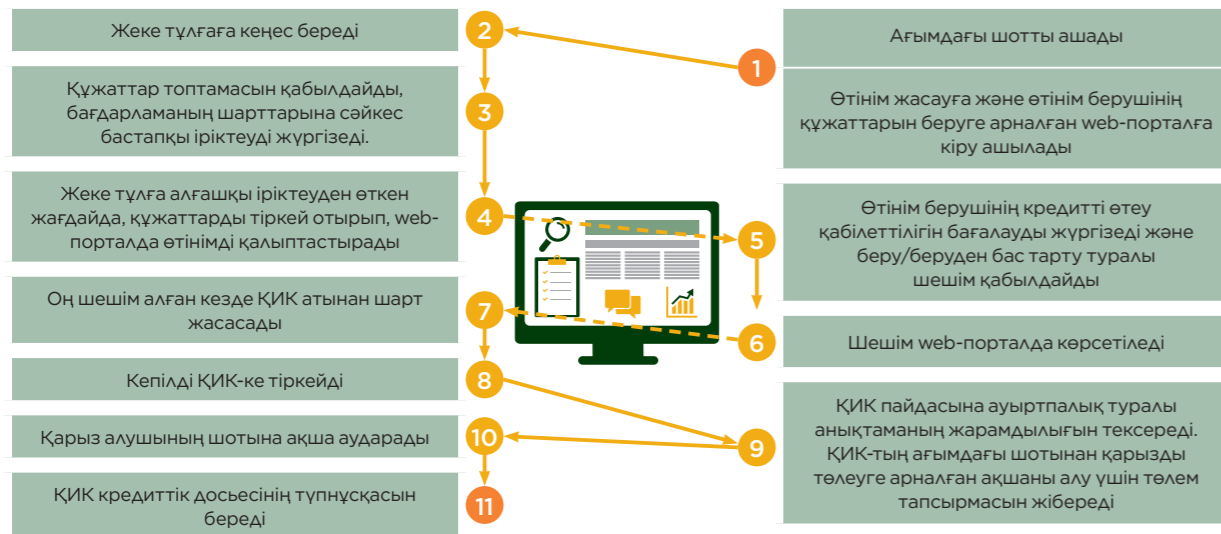 1
Ағымдағы шотты ашады
Өтінім жасауға және өтінім берушінің
құжаттарын беруге арналған web-порталға
кіру ашылады
2
Жеке тұлғаға кеңес береді
3
Құжаттар топтамасын қабылдайды,
бағдарламаның шарттарына сәйкес
бастапқы іріктеуді жүргізеді.
4
Жеке тұлға алғашқы іріктеуден өткен
жағдайда, құжаттарды тіркей отырып, web-
порталда өтінімді қалыптастырады
5
Өтінім берушінің кредитті өтеу
қабілеттілігін бағалауды жүргізеді және
беру/беруден бас тарту туралы
шешім қабылдайды
6
Шешім web-порталда көрсетіледі
7
Оң шешім алған кезде ҚИК атынан шарт
жасасады
8
Кепілді ҚИК-ке тіркейді
9
ҚИК пайдасына ауыртпалық туралы
анықтаманың жарамдылығын тексереді.
ҚИК-тың ағымдағы шотынан қарызды
төлеуге арналған ақшаны алу үшін төлем
тапсырмасын жібереді
10
Қарыз алушының шотына ақша аударады
11
ҚИК кредиттік досьесінің түпнұсқасын
береді